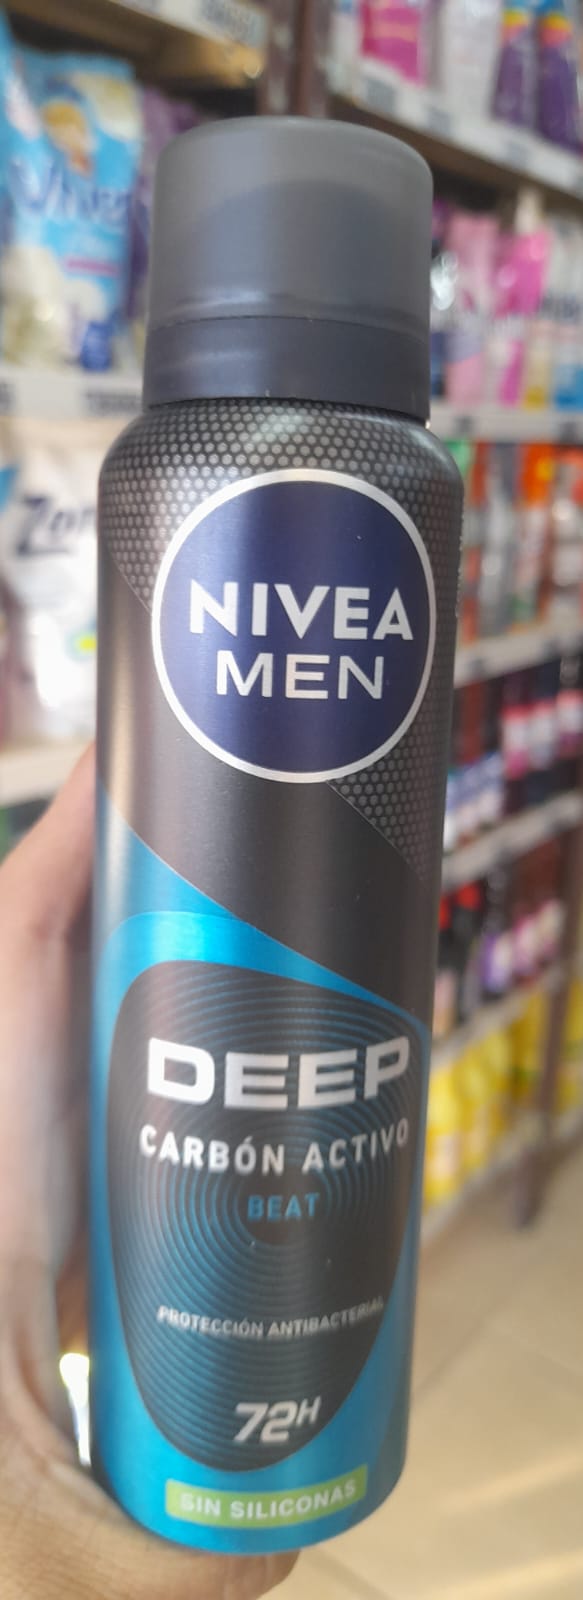 NIVEA
MEN
DEEP
CARBÓN ACTIVO
BEAT
PROTECCIÓN ANTIBACTERIAL
72H
SIN SILICONAS